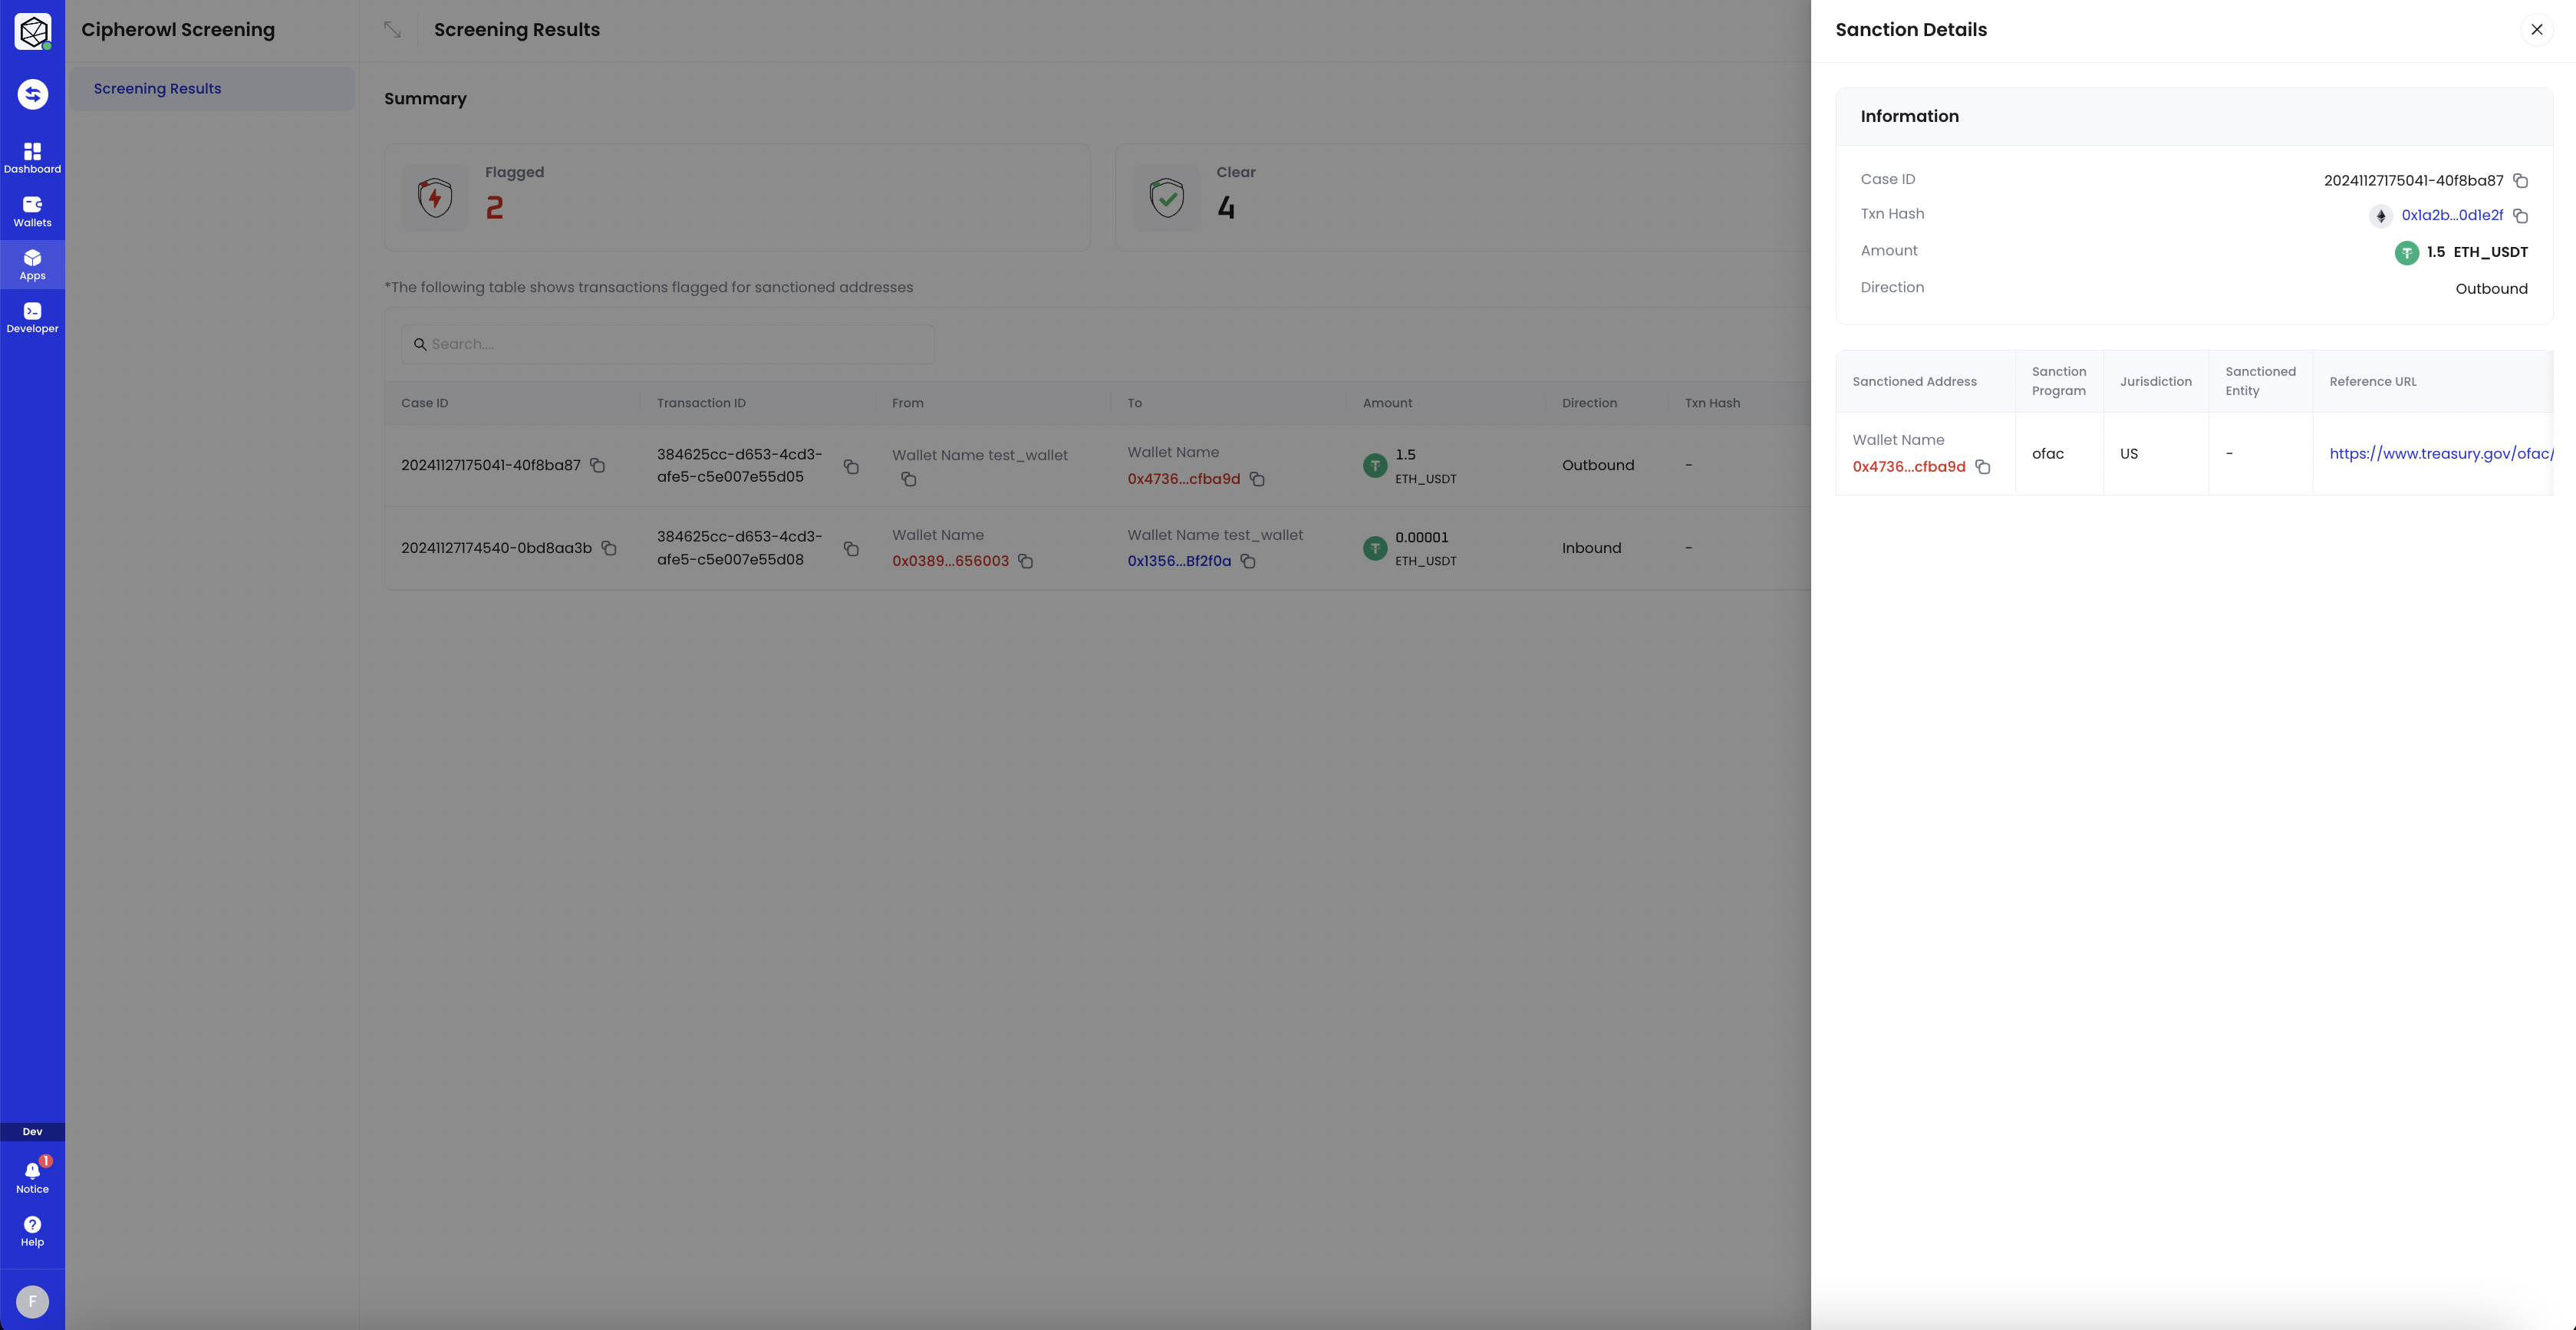 Dashboard
Wallets
Apps
Developer
Dev
1
Notice
Help
F
Cipherowl Screening
Screening Results
Screening Results
Summary
Flagged
2
Clear
4
*The following table shows transactions flagged for sanctioned addresses
Search....
Case ID Transaction ID From To Amount Direction Txn Hash
20241127175041-40f8ba87
384625cc-d653-4cd3-
afe5-c5e007e55d05
Wallet Name test_wallet
Wallet Name
0x4736...cfba9d
1.5
ETH_USDT
Outbound
-
20241127174540-0bd8aa3b
384625cc-d653-4cd3-
afe5-c5e007e55d08
Wallet Name
0x0389...656003
Wallet Name test_wallet
0x1356...Bf2f0a
0.00001
ETH_USDT
Inbound
-
Sanction Details
Information
Case ID 20241127175041-40f8ba87
Txn Hash 0x1a2b...0d1e2f
Amount 1.5 ETH_USDT
Direction Outbound
Sanctioned Address
Sanction
Program
Jurisdiction
Sanctioned
Entity
Reference URL
Wallet Name
0x4736...cfba9d
ofac
US
-
https://www.treasury.gov/ofac/